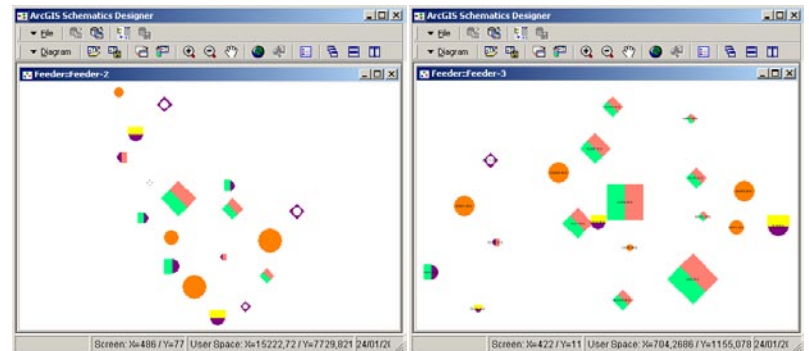 ArcGIS Schematics Designer
File
Diagram
Feeder::Feeder-2
Screen: X=486 / Y=77 User Space: X=15222,72 / Y=7729,821 24/01/20
ArcGIS Schematics Designer
File
Diagram
Feeder::Feeder-3
Screen: X=422 / Y=11 User Space: X=704,2686 / Y=1155,078 24/01/20